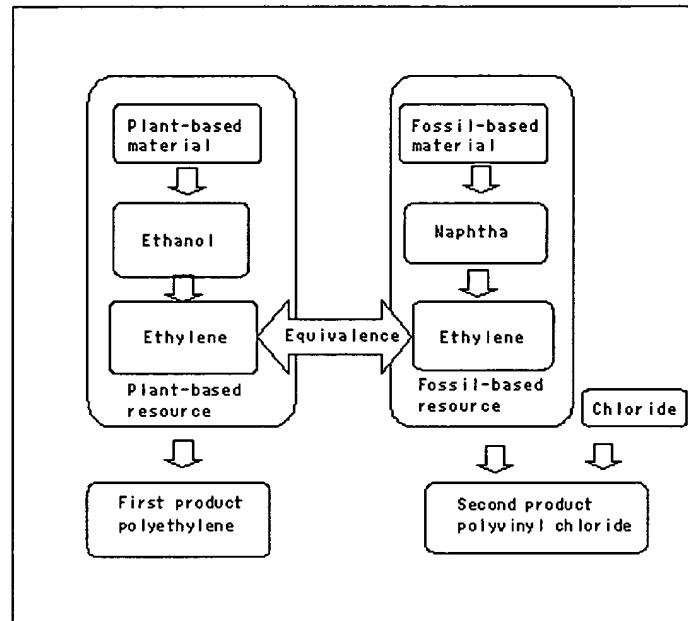 Plant-based
material
Ethanol
Ethylene
Plant-based
resource
First product
polyethylene
Equivalence
Fossil-based
material
Naphtha
Ethylene
Fossil-based
resource
Chloride
Second product
polyvinyl chloride